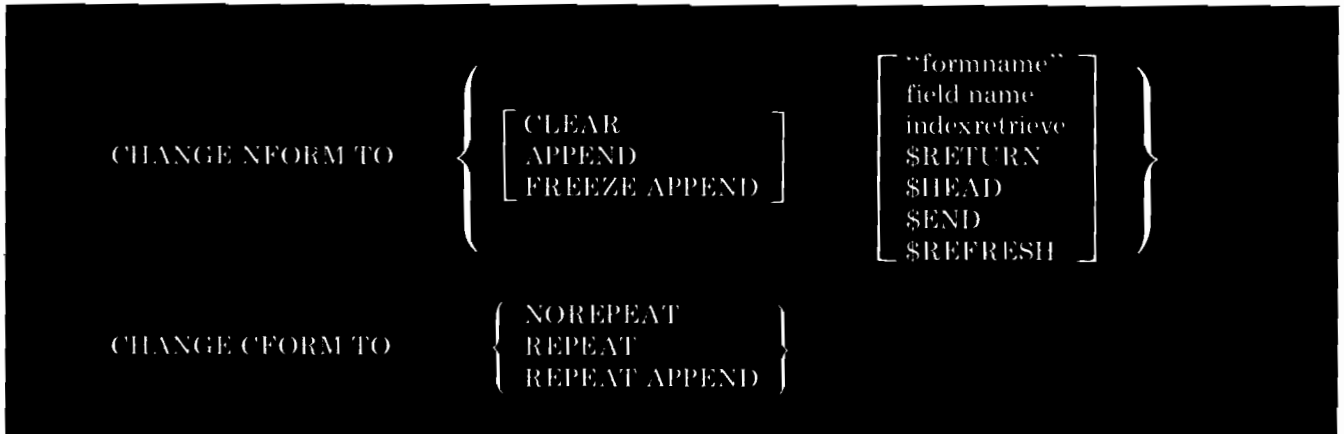 CHANGE NFORM TO
CLEAR
APPEND
FREEZE APPEND
"formname"
field name
indexretrieve
$RETURN
$HEAD
$END
$REFRESH
CHANGE CFORM TO
NOREPEAT
REPEAT
REPEAT APPEND